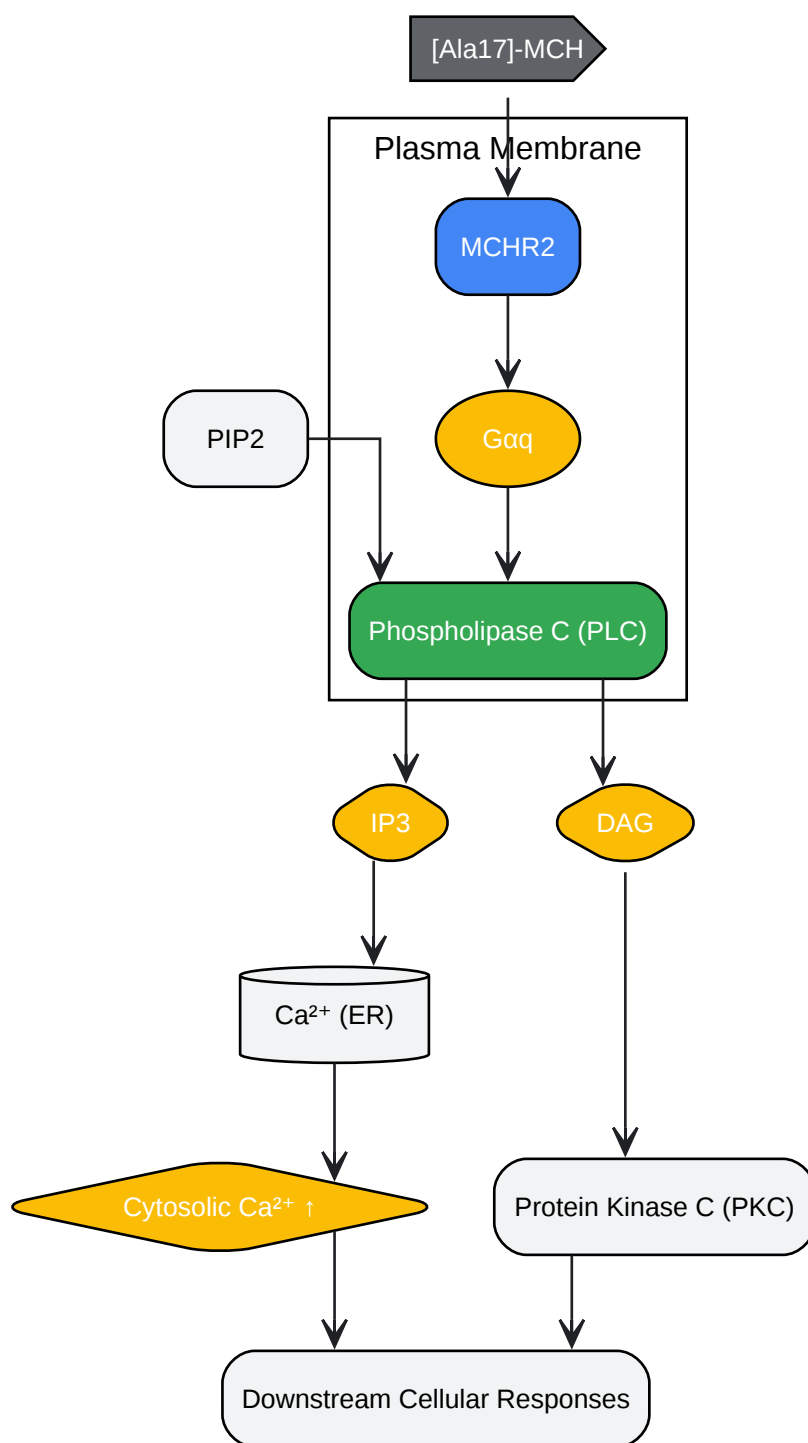 [Ala17]-MCH
Plasma Membrane
MCHR2
PIP2
Gαq
Phospholipase C (PLC)
IP3
DAG
Ca²⁺ (ER)
Cytosolic Ca²⁺ ↑
Protein Kinase C (PKC)
Downstream Cellular Responses